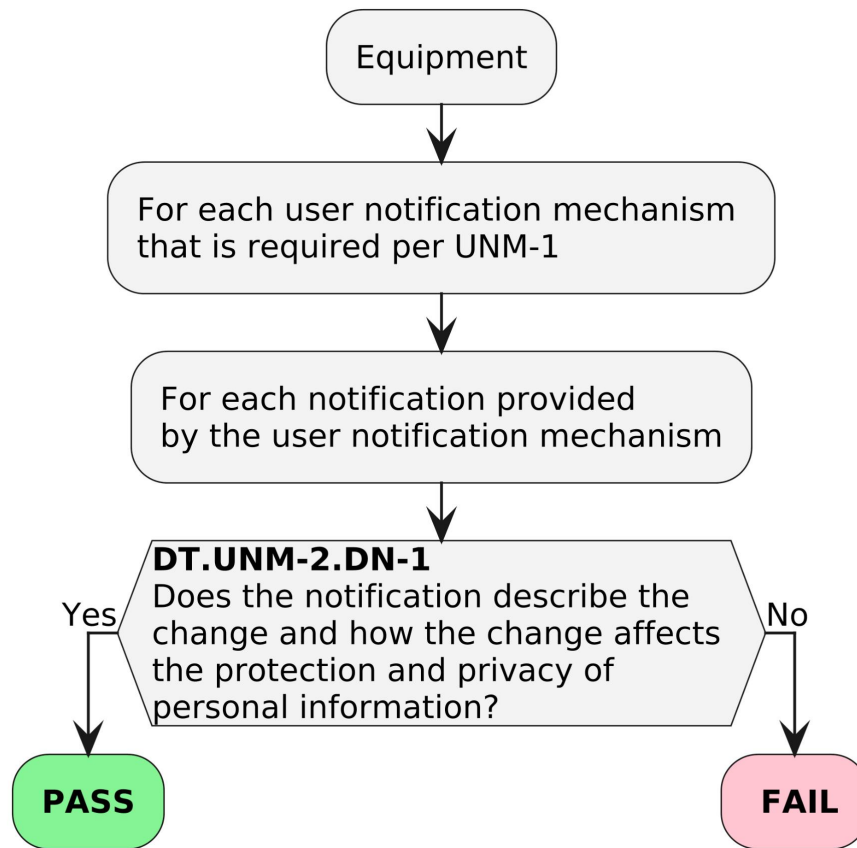 Equipment
For each user notification mechanism
that is required per UNM-1
For each notification provided
by the user notification mechanism
DT.UNM-2.DN-1
Does the notification describe the
change and how the change affects
the protection and privacy of
personal information?
Yes
No
PASS
FAIL